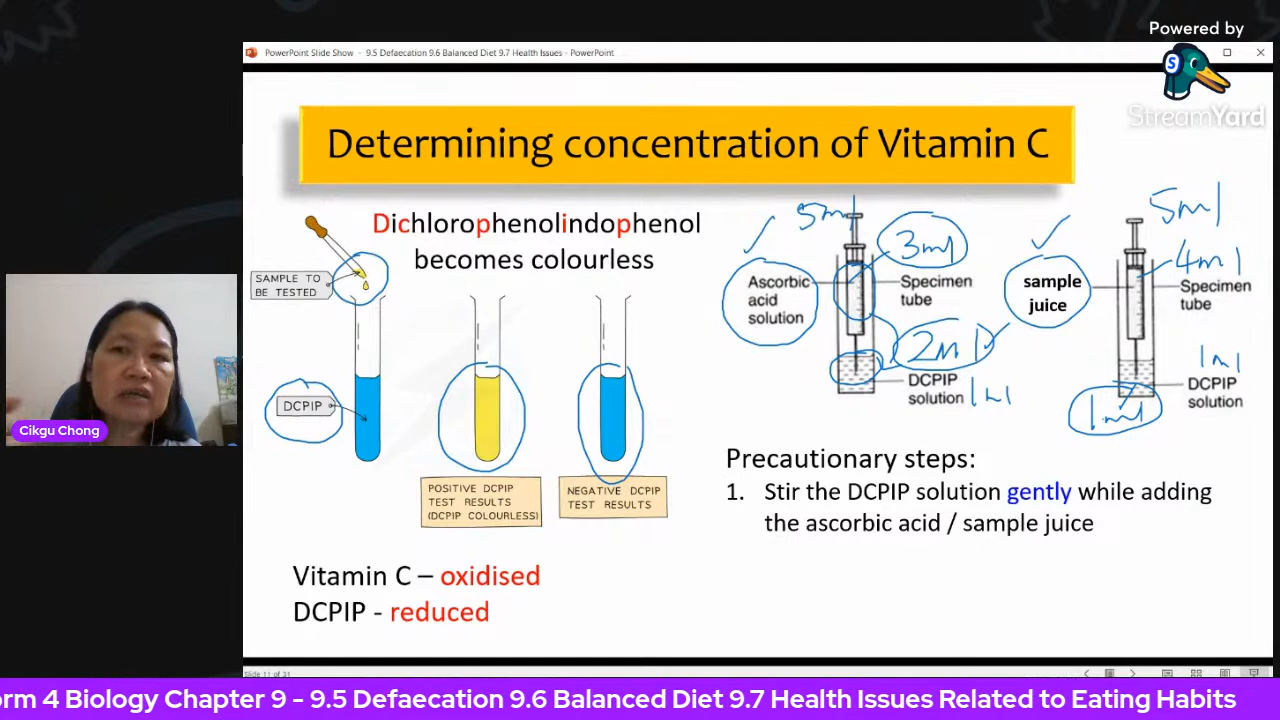 Powered by
StreamYard
PowerPoint Slide Show - 9.5 Defaecation 9.6 Balanced Diet 9.7 Health Issues - PowerPoint
Determining concentration of Vitamin C
Dichlorophenolindophenol
becomes colourless
SAMPLE TO
BE TESTED
DCPIP
POSITIVE DCPIP
TEST RESULTS
(DCPIP COLOURLESS)
NEGATIVE DCPIP
TEST RESULTS
Vitamin C – oxidised
DCPIP - reduced
5ml
3ml
Ascorbic
acid
solution
Specimen
tube
2ml
DCPIP
solution
1ml
5ml
4ml
sample
juice
Specimen
tube
1ml
DCPIP
solution
1ml
Precautionary steps:
1. Stir the DCPIP solution gently while adding
the ascorbic acid / sample juice
Cikgu Chong
Slide 11 of 31
orm 4 Biology Chapter 9 - 9.5 Defaecation 9.6 Balanced Diet 9.7 Health Issues Related to Eating Habits